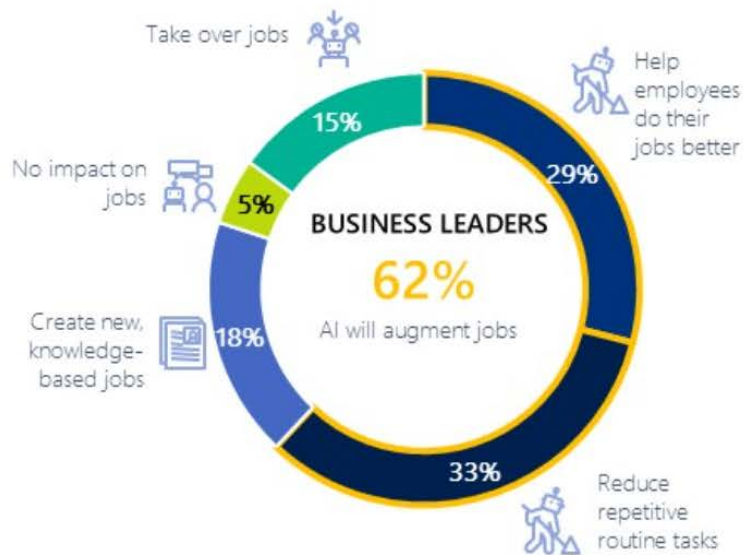 Take over jobs
15%
Help
employees
do their
jobs better
29%
No impact on
jobs
5%
BUSINESS LEADERS
62%
AI will augment jobs
Create new,
knowledge-
based jobs
18%
33%
Reduce
repetitive
routine tasks